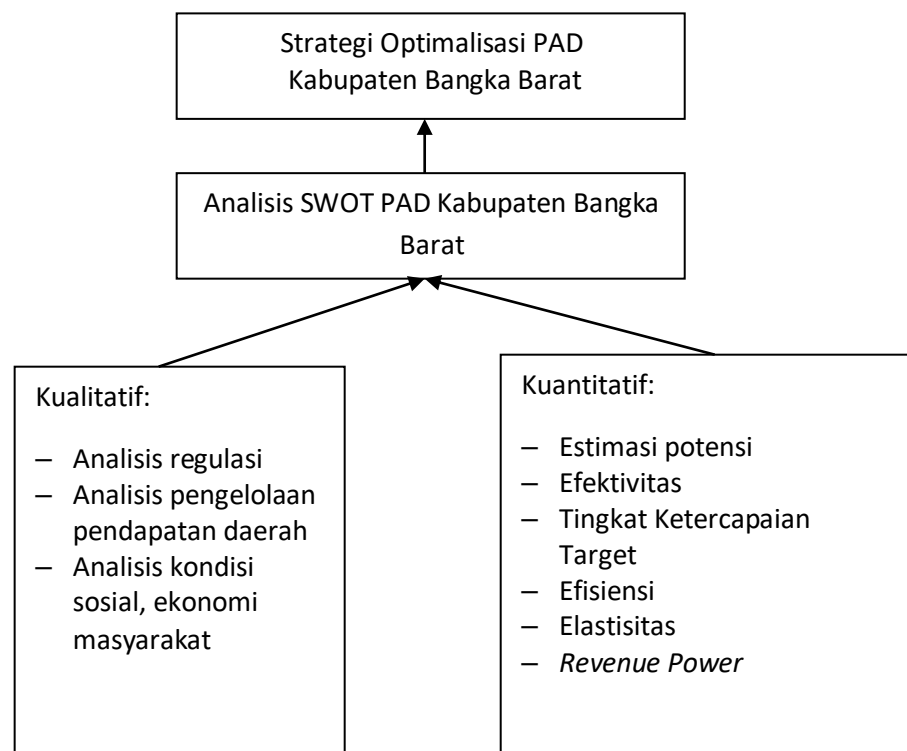 Strategi Optimalisasi PAD
Kabupaten Bangka Barat
Analisis SWOT PAD Kabupaten Bangka
Barat
Kualitatif:
– Analisis regulasi
– Analisis pengelolaan
pendapatan daerah
– Analisis kondisi
sosial, ekonomi
masyarakat
Kuantitatif:
– Estimasi potensi
– Efektivitas
– Tingkat Ketercapaian
Target
– Efisiensi
– Elastisitas
– Revenue Power